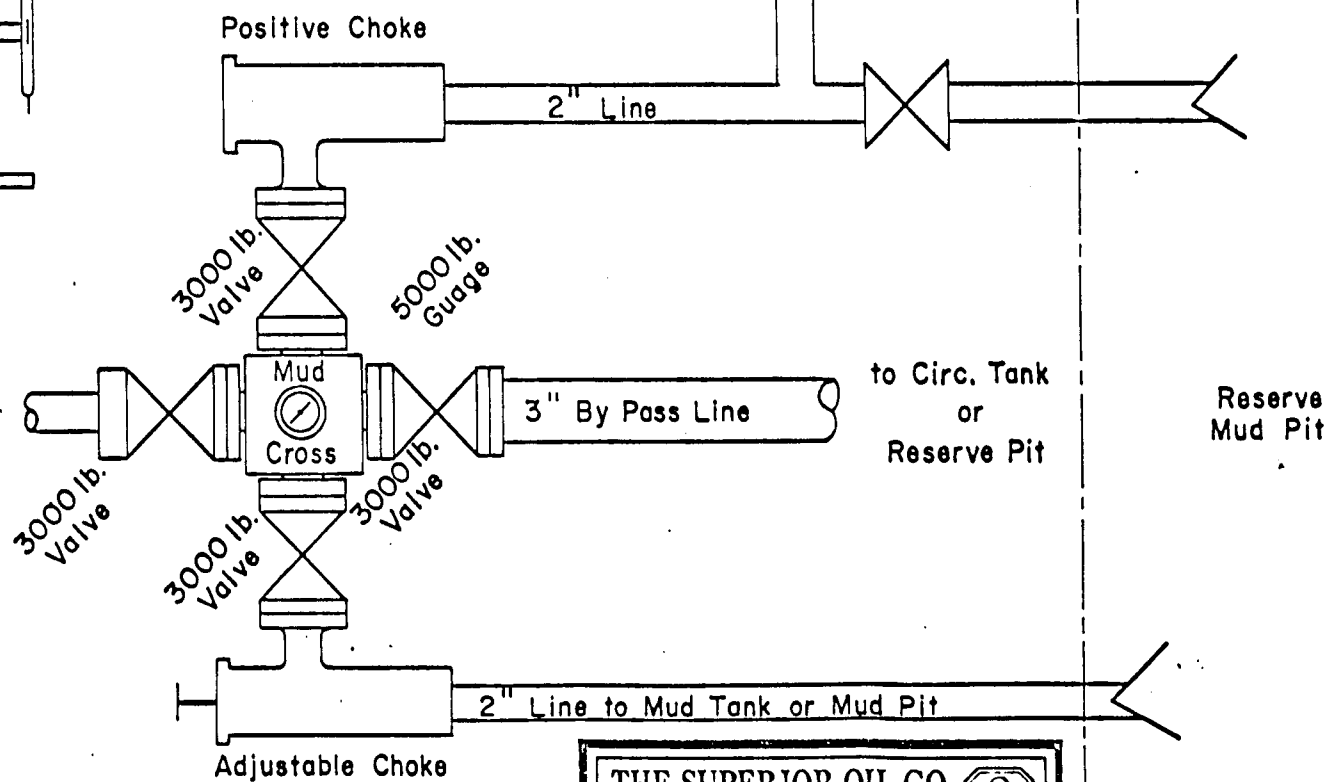 Positive Choke
2" Line
3000 lb.
Valve
5000 lb.
Guage
Mud
Cross
3" By Pass Line
to Circ. Tank
or
Reserve Pit
Reserve
Mud Pit
3000 lb.
Valve
3000 lb.
Valve
3000 lb.
Valve
2" Line to Mud Tank or Mud Pit
Adjustable Choke
THE SUPERIOR OIL CO